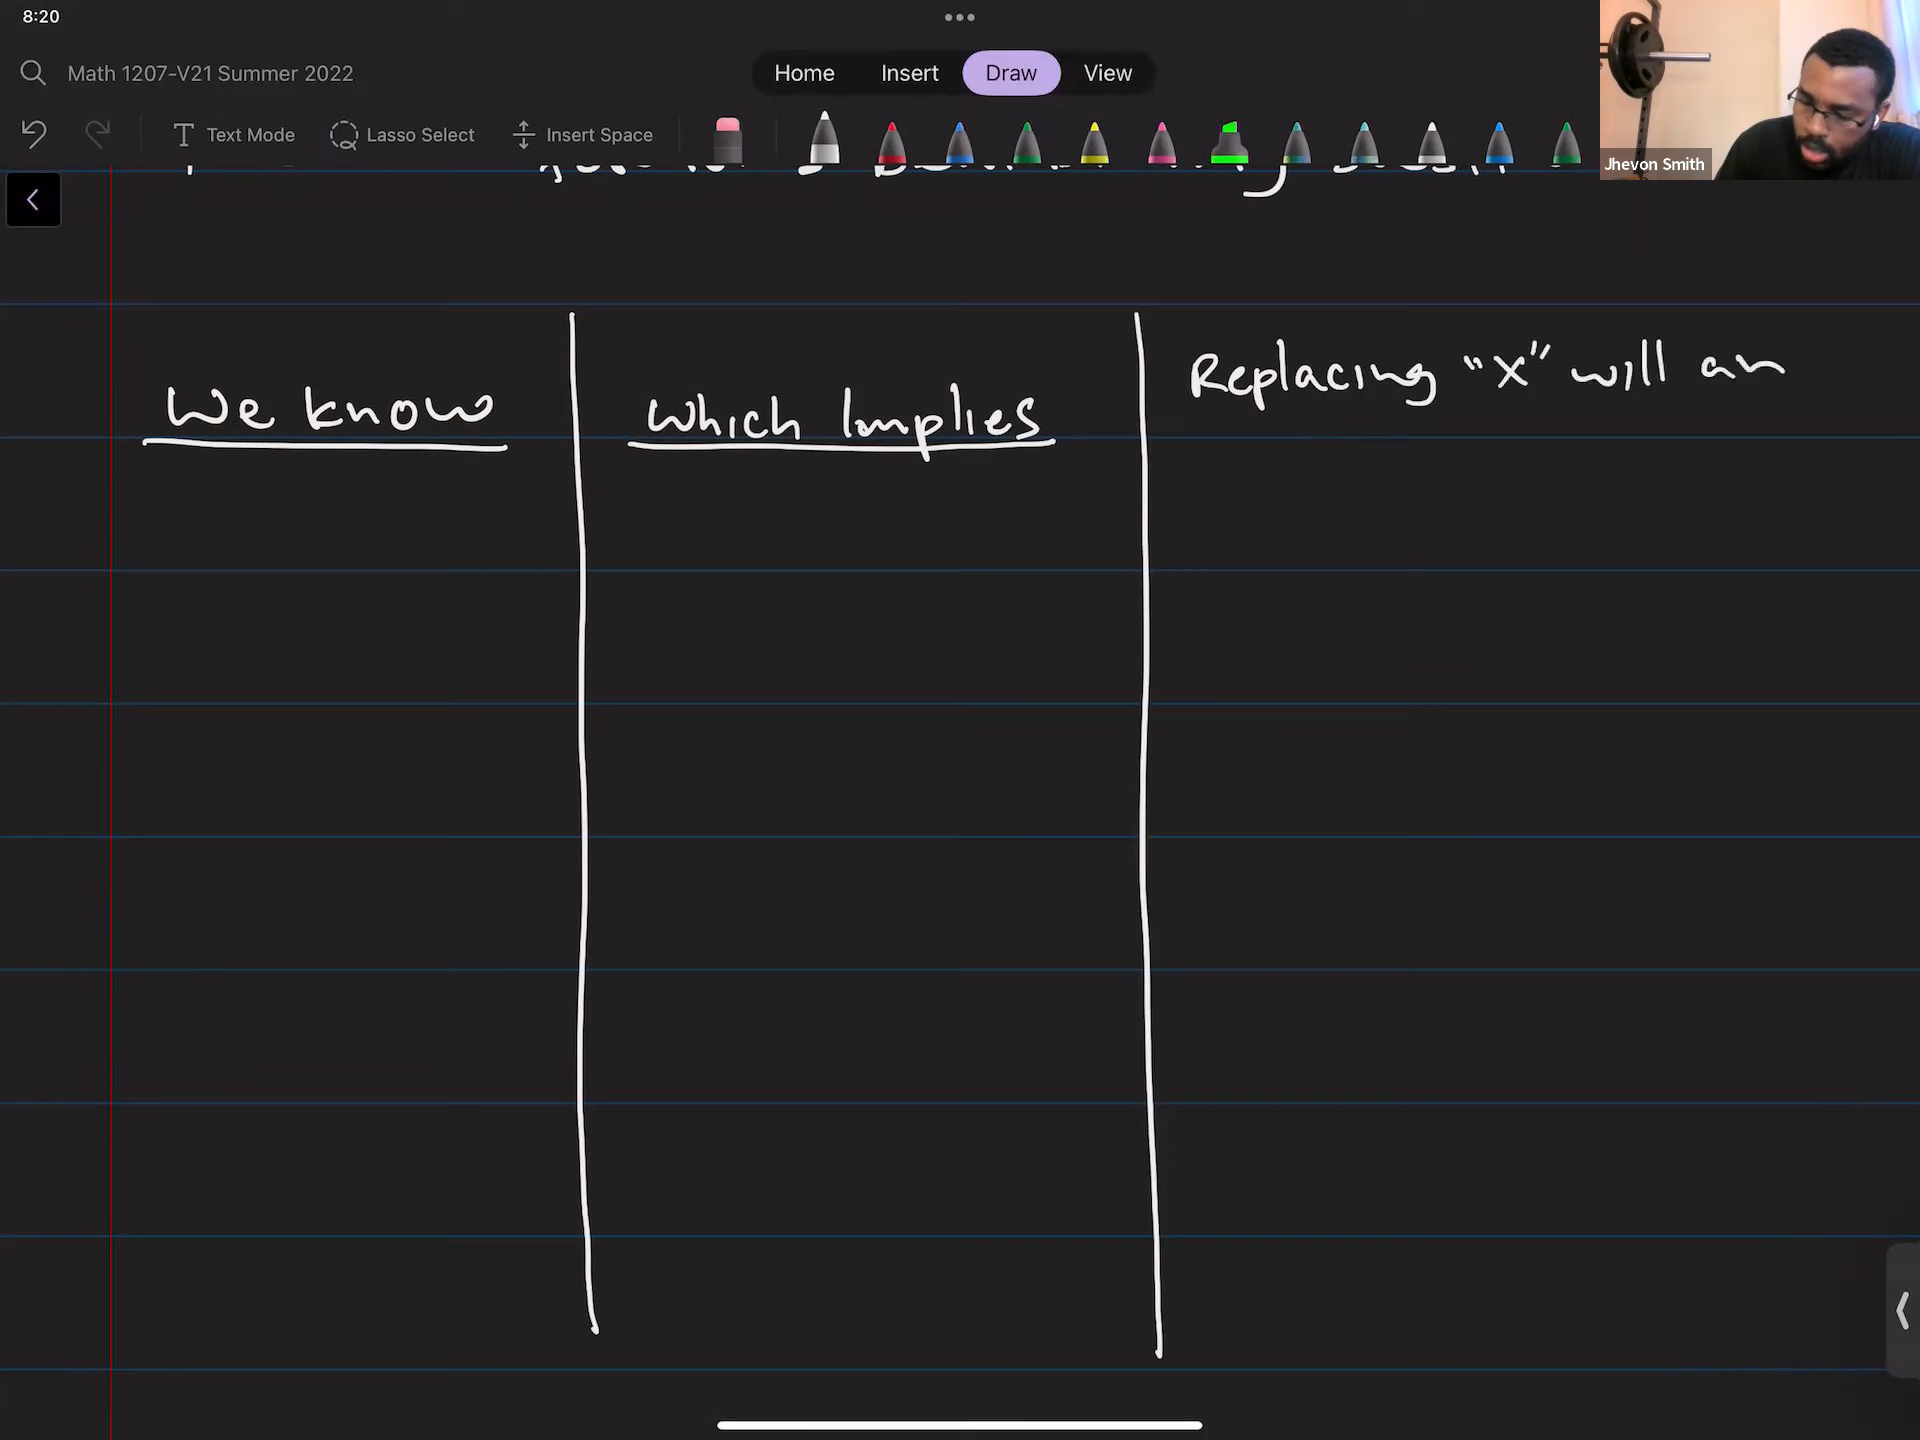 8:20
Math 1207-V21 Summer 2022
Home Insert Draw View
Text Mode Lasso Select Insert Space
Jhevon Smith
We know
Which Implies
Replacing "x" will an